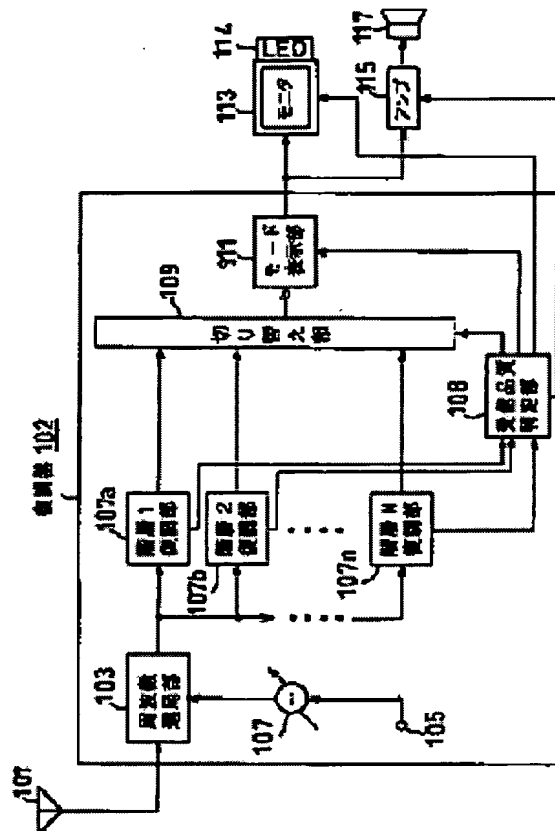 101
復調器 102
103
周波数
選局部
107
105
107a
階層1
復調部
107b
階層2
復調部
107n
階層N
復調部
109
切り替え部
108
受信品質
判定部
911
モード
表示部
113
モニタ
114
LED
115
アンプ
117